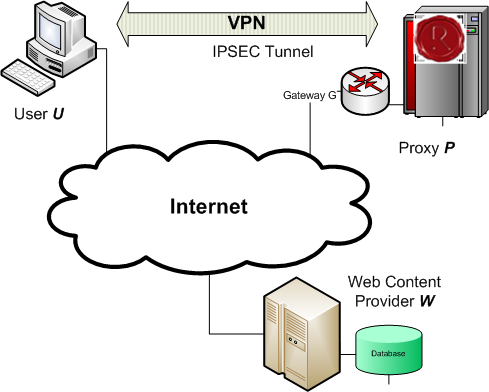 VPN
IPSEC Tunnel
R
User U
Gateway G
Proxy P
Internet
Web Content
Provider W
Database